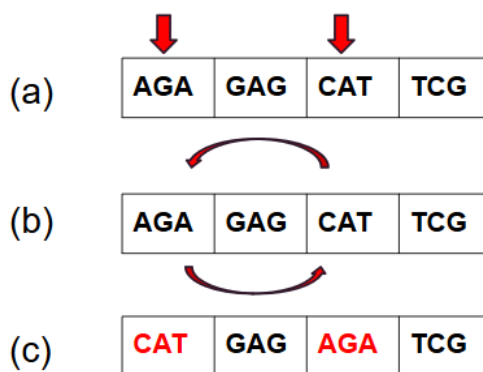 (a) AGA GAG CAT TCG
(b) AGA GAG CAT TCG
(c) CAT GAG AGA TCG